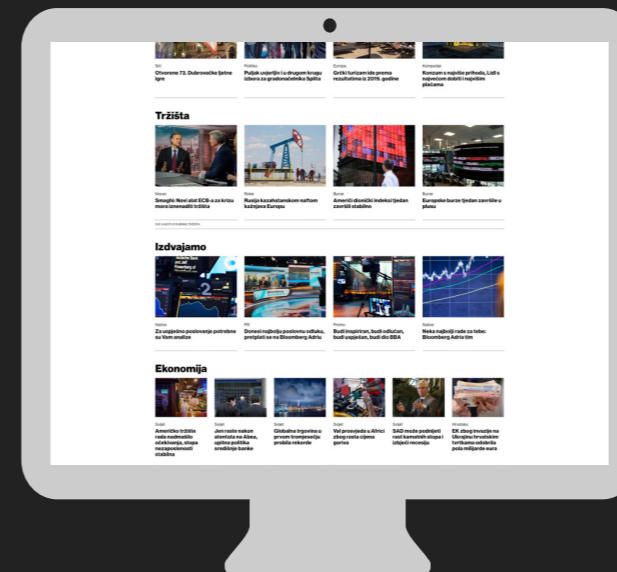 Stil
Otvorene 73. Dubrovačke ljetne
igre
Politika
Puljak uvjerljiv i u drugom krugu
izbora za gradonačelnika Splita
Europa
Grčki turizam ide prema
rezultatima iz 2019. godine
Kompanije
Konzum s najviše prihoda, Lidl s
najvećom dobiti i najvišim
plaćama
Tržišta
Novac
Smaghi: Novi alat ECB-a za krizu
mora iznenaditi tržišta
Robe
Rusija kazahstanskom naftom
kažnjava Europu
Burze
Američi dionički indeksi tjedan
završili stabilno
Burze
Europske burze tjedan završile u
plusu
Izdvajamo
Native
Za uspješno poslovanje potrebne
su Vam analize
PR
Donesi najbolju poslovnu odluku,
pretplati se na Bloomberg Adriu
Promo
Budi inspiriran, budi odlučan,
budi uspješan, budi dio BBA
Native
Neka najbolji rade za tebe:
Bloomberg Adria tim
Ekonomija
Svijet
Američko tržište
rada nadmašilo
očekivanja, stopa
nezaposlenosti
stabilna
Svijet
Jen raste nakon
atentata na Abea,
upitna politika
središnje banke
Svijet
Globalna trgovina u
prvom tromjesečju
probila rekorde
Svijet
Val prosvjeda u Africi
zbog rasta cijena
goriva
Svijet
SAD može podnijeti
rast kamatnih stopa i
izbjeći recesiju
Hrvatska
EK zbog invazije na
Ukrajinu hrvatskim
tvrtkama odobrila
pola milijarde eura